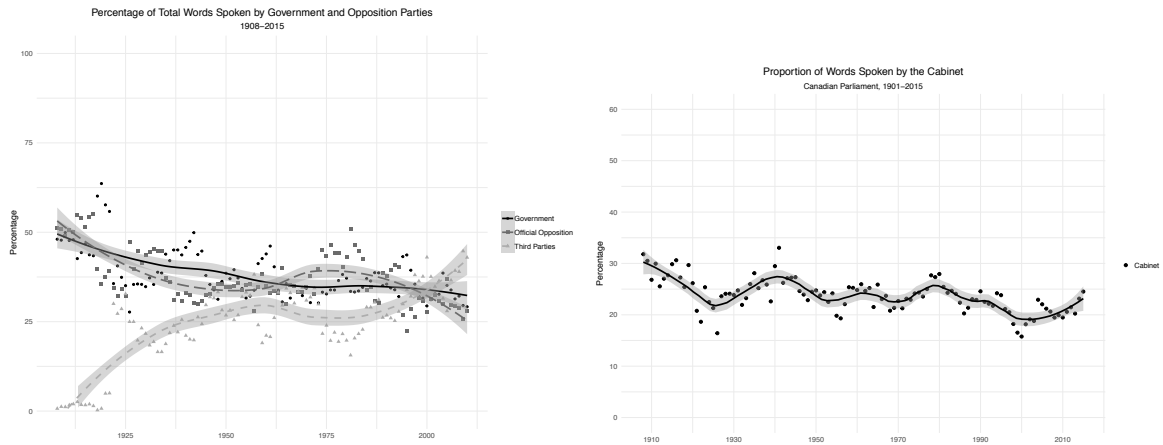 Percentage of Total Words Spoken by Government and Opposition Parties
1908–2015
100
75
50
25
0
Percentage
1925
1950
1975
2000
Government
Official Opposition
Third Parties
Proportion of Words Spoken by the Cabinet
Canadian Parliament, 1901–2015
60
50
40
30
20
10
0
Percentage
1910
1930
1950
1970
1990
2010
Cabinet